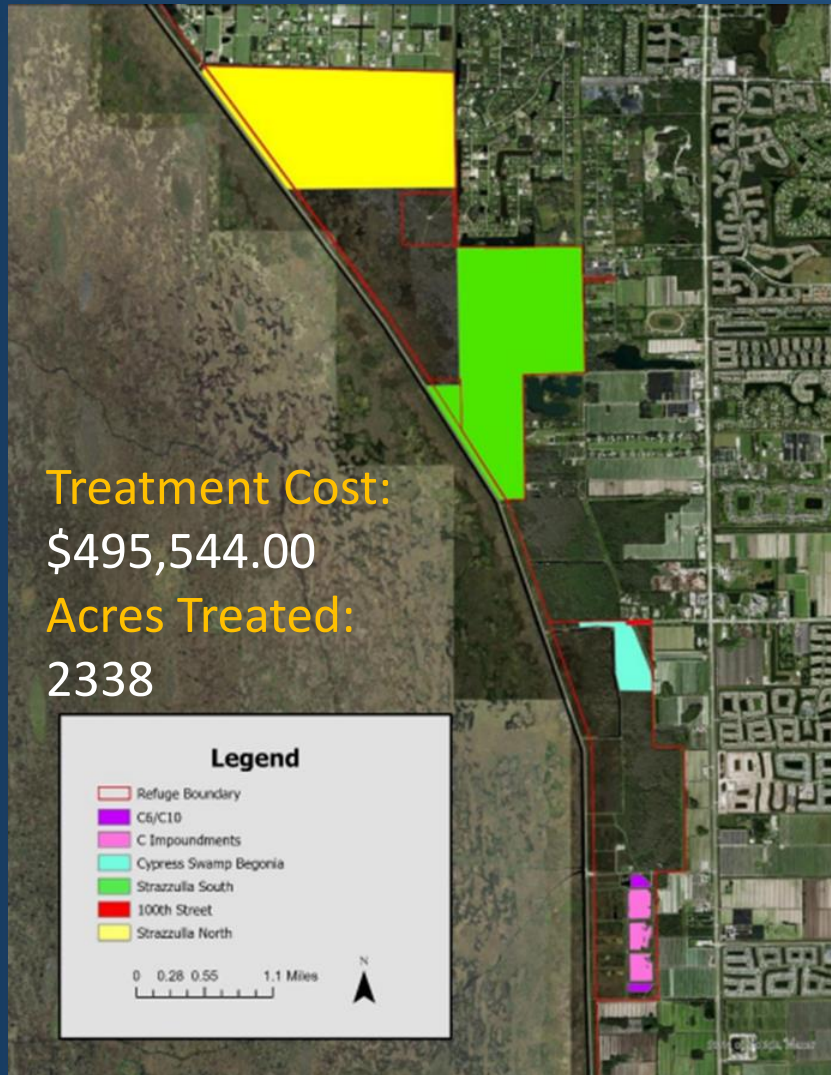 Treatment Cost:
$495,544.00
Acres Treated:
2338
Legend
Refuge Boundary
C6/C10
C Impoundments
Cypress Swamp Begonia
Strazzulla South
100th Street
Strazzulla North
0 0.28 0.55 1.1 Miles
N